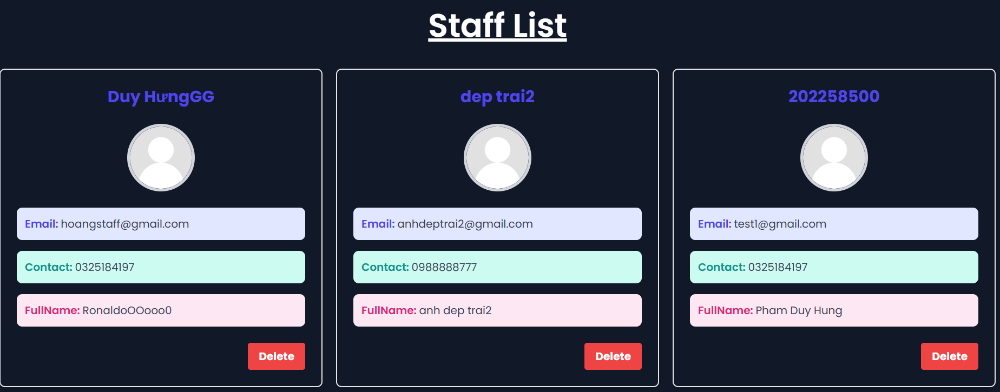 Staff List
Duy HưngGG
Email: hoangstaff@gmail.com
Contact: 0325184197
FullName: RonaldoOOooo0
Delete
dep trai2
Email: anhdeptrai2@gmail.com
Contact: 0988888777
FullName: anh dep trai2
Delete
202258500
Email: test1@gmail.com
Contact: 0325184197
FullName: Pham Duy Hung
Delete